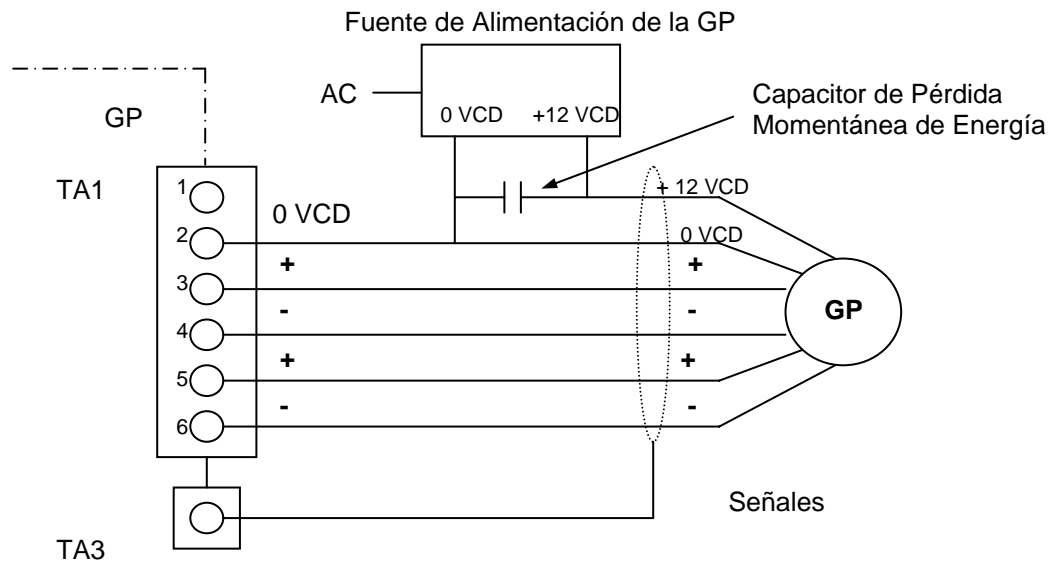 Fuente de Alimentación de la GP
AC
0 VCD +12 VCD
Capacitor de Pérdida
Momentánea de Energía
GP
TA1
1
+ 12 VCD
0 VCD
2
0 VCD
+ +
3
- -
GP
4
+ +
5
- -
6
Señales
TA3